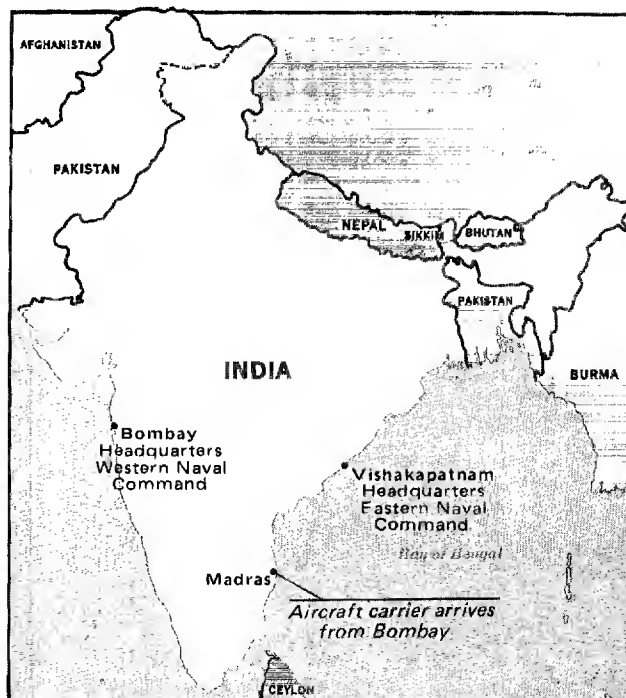 AFGHANISTAN
PAKISTAN
NEPAL
SIKKIM
BHUTAN
PAKISTAN
INDIA
BURMA
Bombay
Headquarters
Western Naval
Command
Vishakapatnam
Headquarters
Eastern Naval
Command
Bay of Bengal
Madras
Aircraft carrier arrives
from Bombay
CEYLON